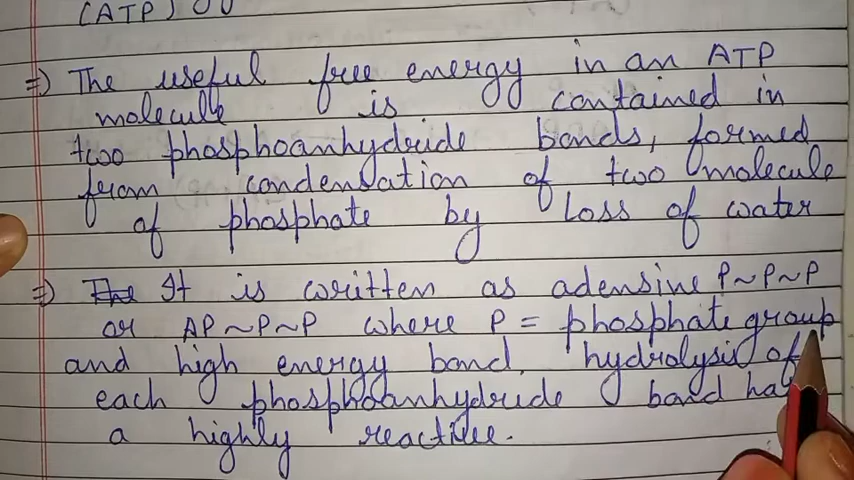 (ATP)
=) The useful free energy in an ATP
molecule is contained in
two phosphoanhydride bonds, formed
from condensation of two molecule
of phosphate by Loss of water
=) It is written as adensine P~P~P
or AP~P~P where P = phosphate group
and high energy bond, hydrolysis of
each phosphoanhydride bond ha
a highly reactive.